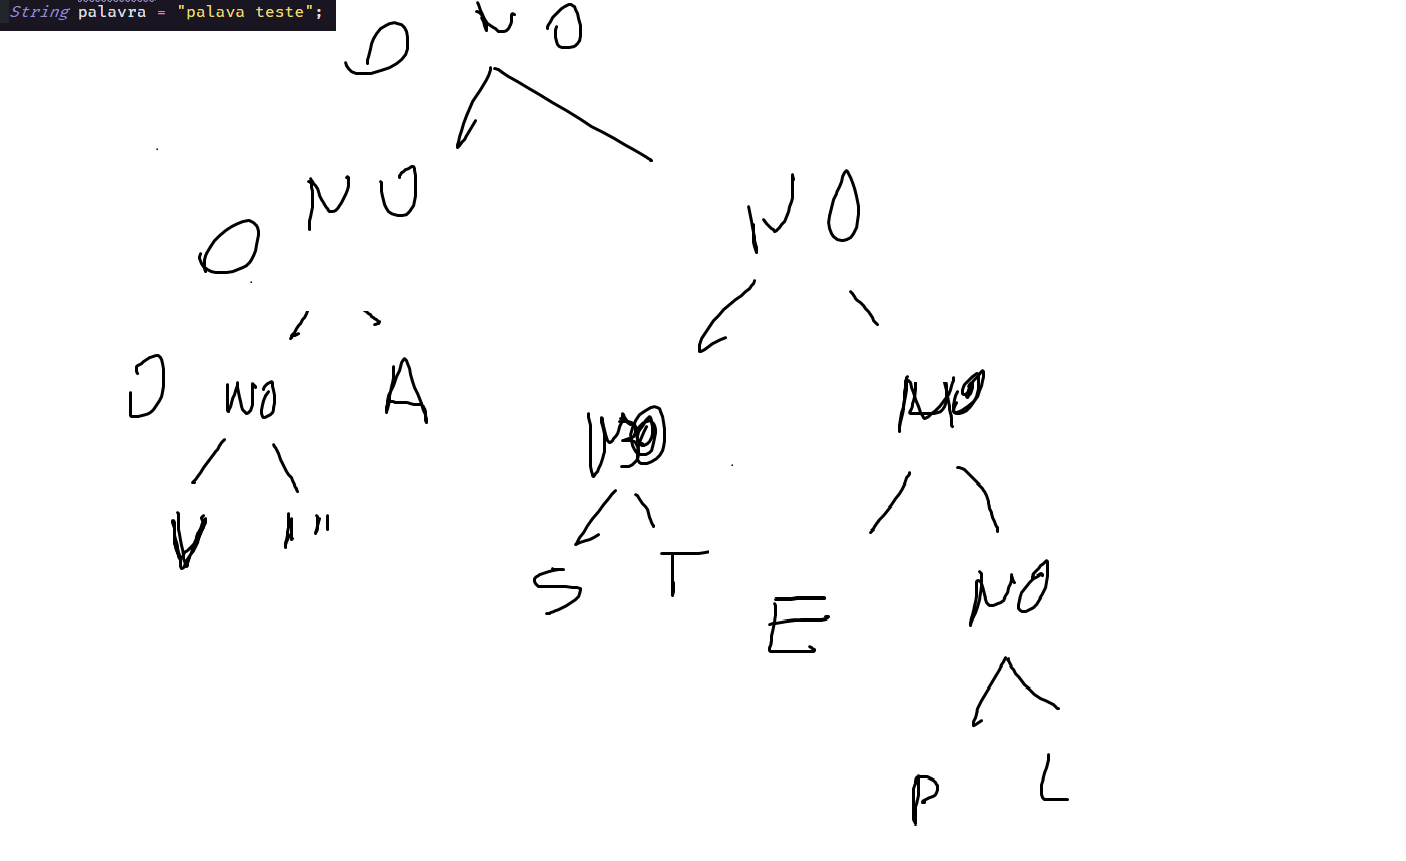 String palavra = "palava teste";
NO
NO
NO
NO
A
NO
NO
V
"
S
T
E
NO
P
L